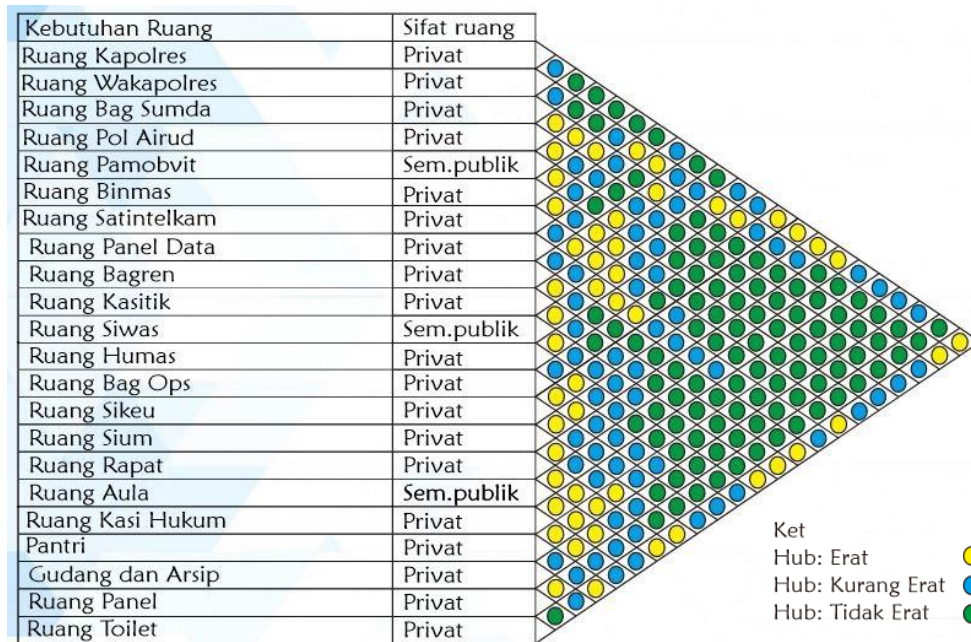 Kebutuhan Ruang Sifat ruang
Ruang Kapolres Privat
Ruang Wakapolres Privat
Ruang Bag Sumda Privat
Ruang Pol Airud Privat
Ruang Pamobvit Sem.publik
Ruang Binmas Privat
Ruang Satintelkam Privat
Ruang Panel Data Privat
Ruang Bagren Privat
Ruang Kasitik Privat
Ruang Siwas Sem.publik
Ruang Humas Privat
Ruang Bag Ops Privat
Ruang Sikeu Privat
Ruang Sium Privat
Ruang Rapat Privat
Ruang Aula Sem.publik
Ruang Kasi Hukum Privat
Pantri Privat
Gudang dan Arsip Privat
Ruang Panel Privat
Ruang Toilet Privat
Ket
Hub: Erat
Hub: Kurang Erat
Hub: Tidak Erat